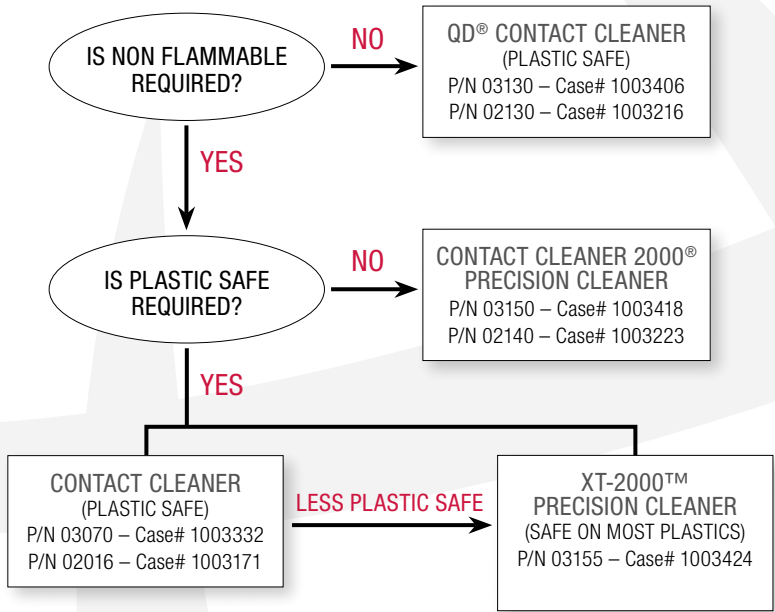 IS NON FLAMMABLE
REQUIRED?
NO
QD® CONTACT CLEANER
(PLASTIC SAFE)
P/N 03130 – Case# 1003406
P/N 02130 – Case# 1003216
YES
IS PLASTIC SAFE
REQUIRED?
NO
CONTACT CLEANER 2000®
PRECISION CLEANER
P/N 03150 – Case# 1003418
P/N 02140 – Case# 1003223
YES
CONTACT CLEANER
(PLASTIC SAFE)
P/N 03070 – Case# 1003332
P/N 02016 – Case# 1003171
LESS PLASTIC SAFE
XT-2000™
PRECISION CLEANER
(SAFE ON MOST PLASTICS)
P/N 03155 – Case# 1003424